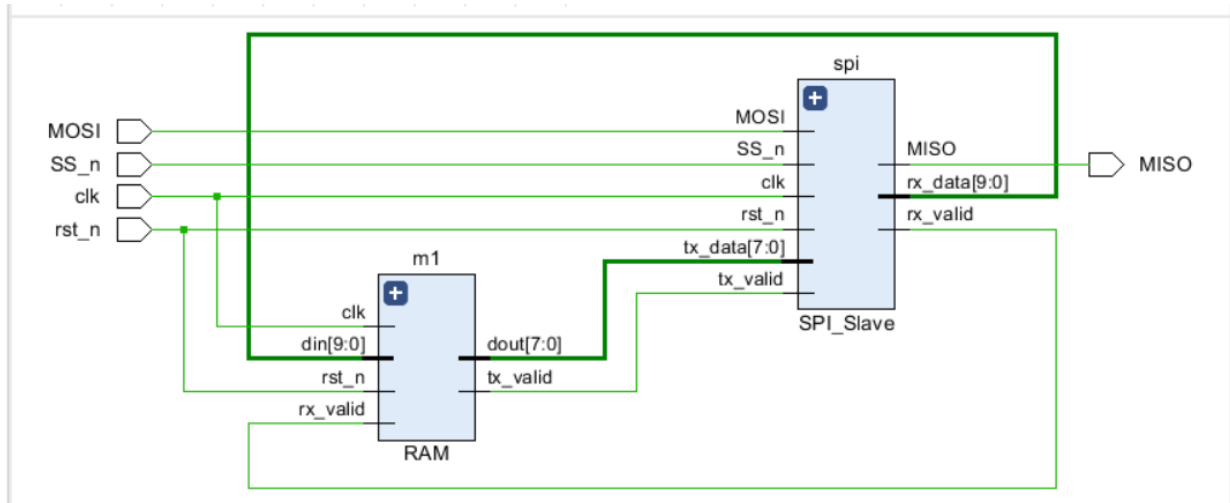 spi
MOSI
SS_n
clk
rst_n
MOSI
SS_n
clk
rst_n
tx_data[7:0]
tx_valid
MISO
rx_data[9:0]
rx_valid
SPI_Slave
MISO
m1
clk
din[9:0]
rst_n
rx_valid
dout[7:0]
tx_valid
RAM